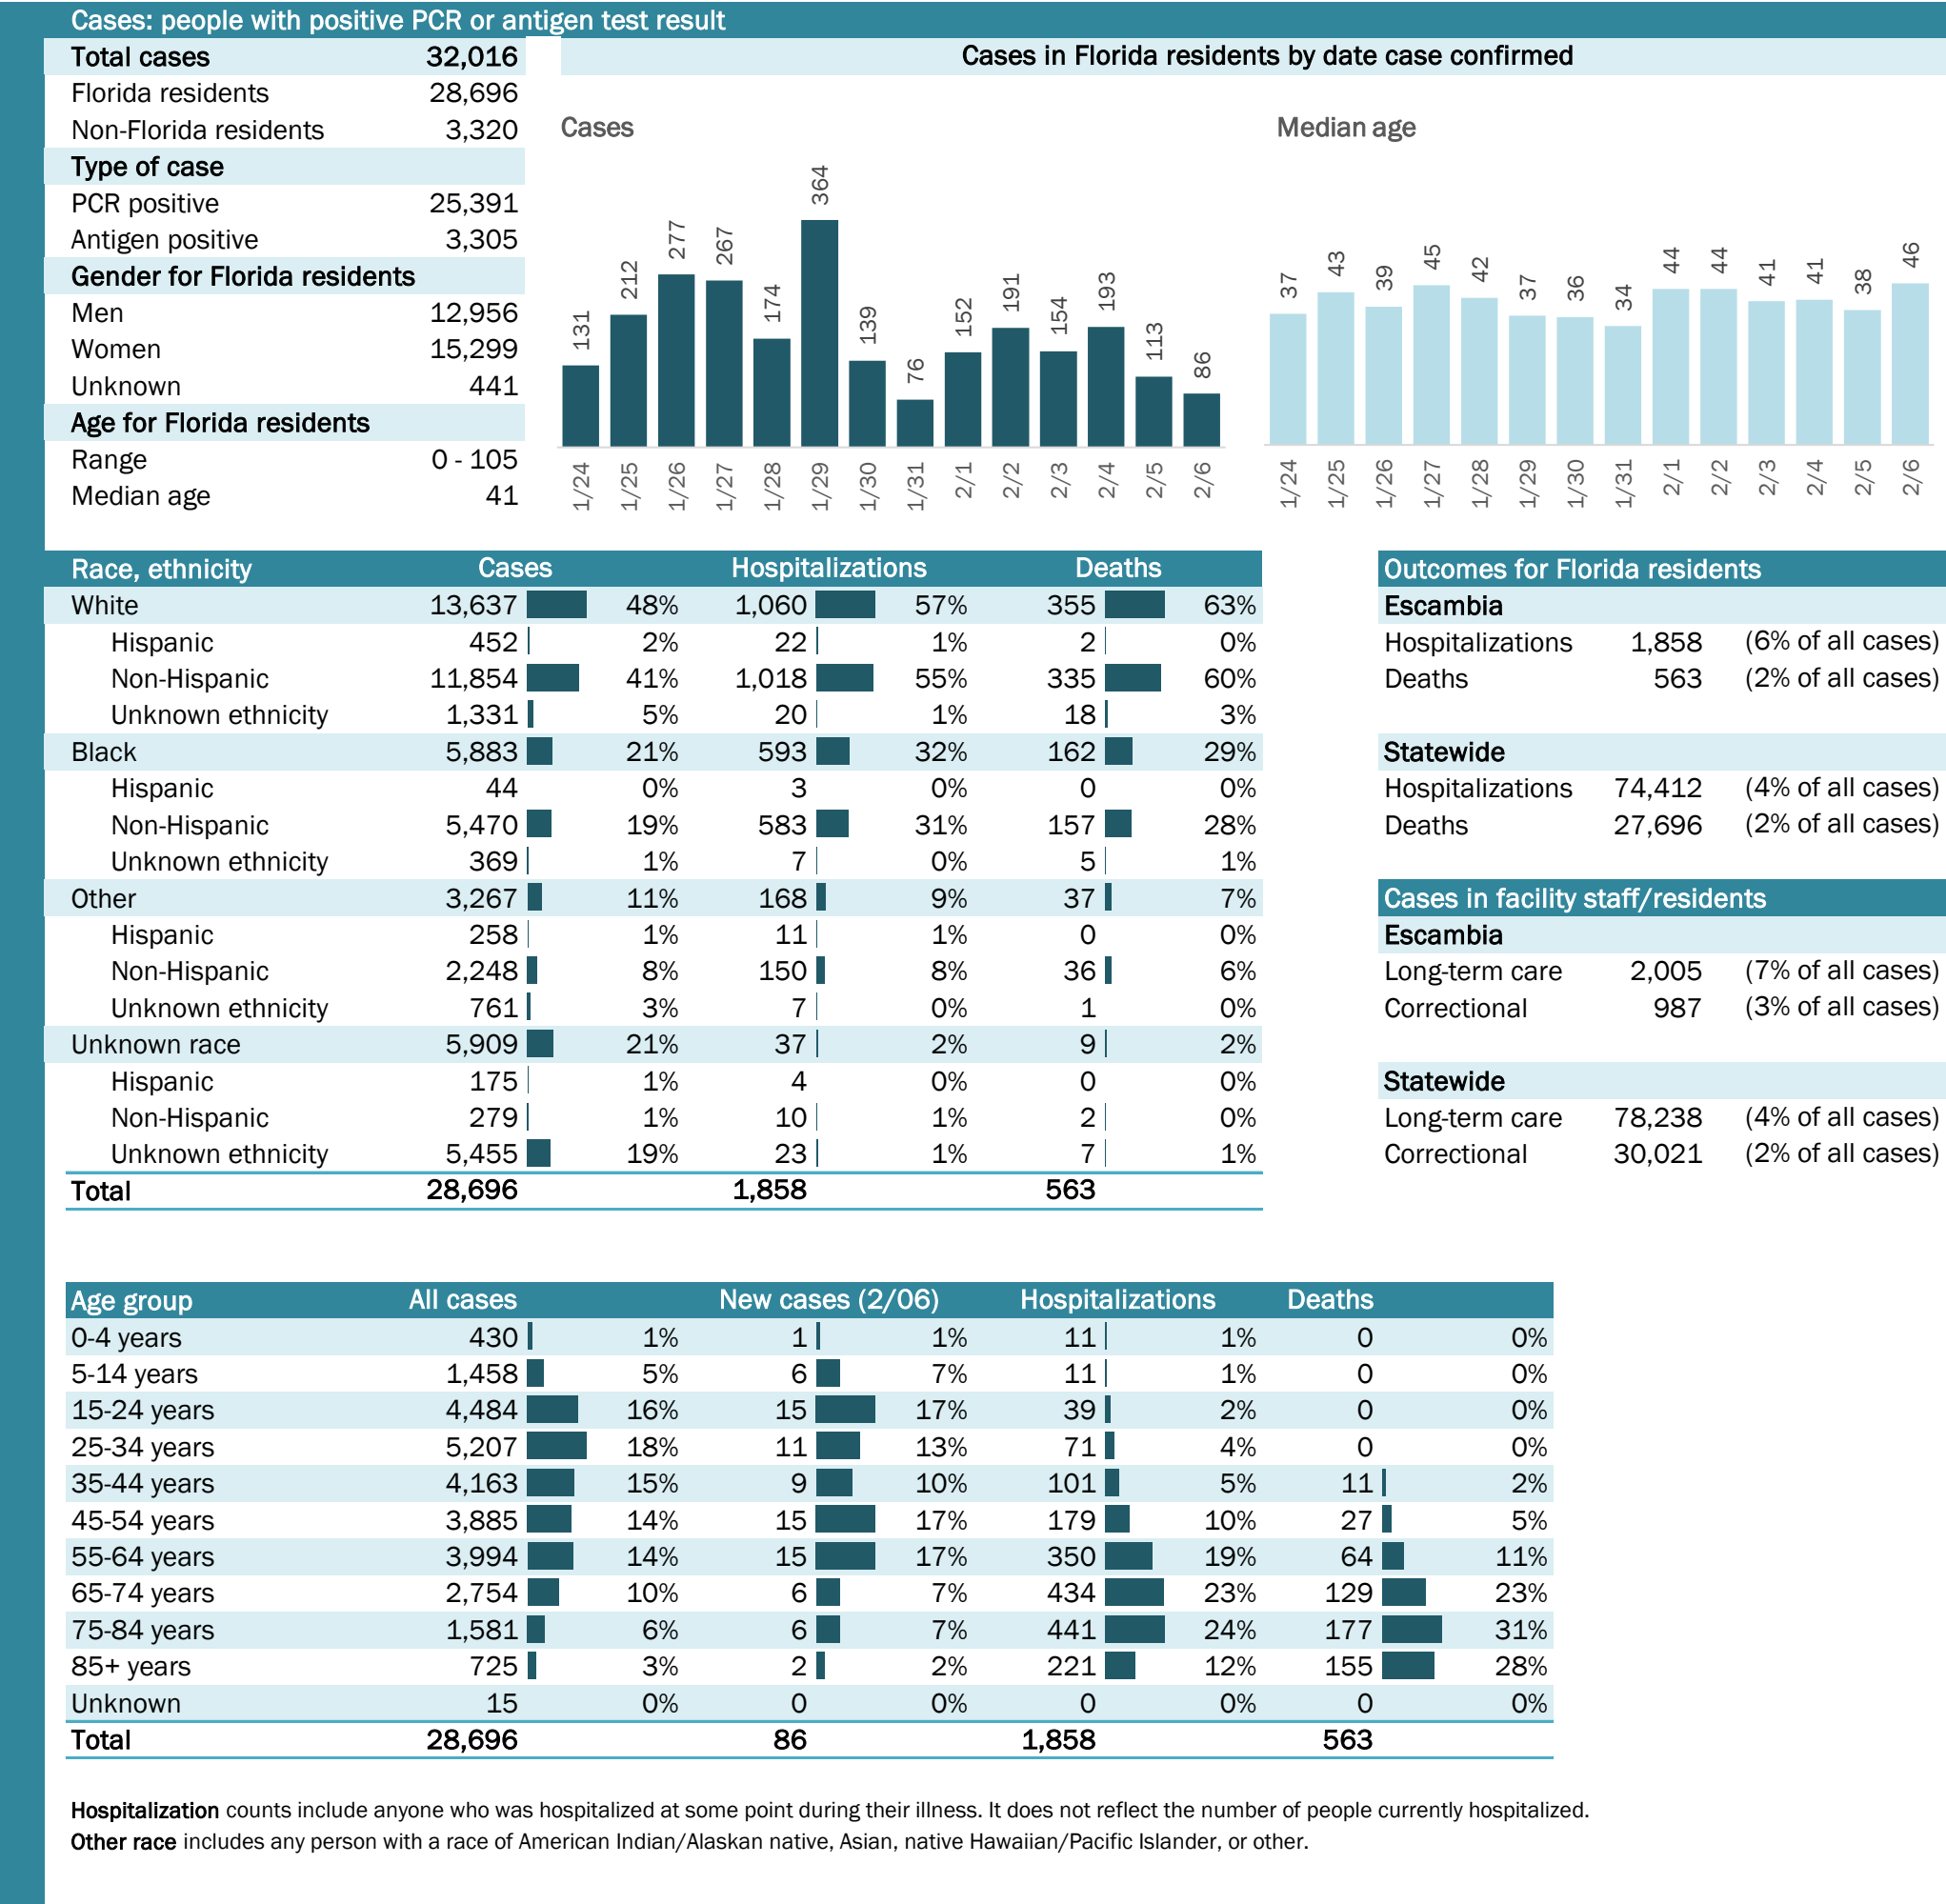 Cases: people with positive PCR or antigen test result
Total cases 32,016
Florida residents 28,696
Non-Florida residents 3,320
Type of case
PCR positive 25,391
Antigen positive 3,305
Gender for Florida residents
Men 12,956
Women 15,299
Unknown 441
Age for Florida residents
Range 0 - 105
Median age 41
Cases in Florida residents by date case confirmed
Cases
131 212 277 267 174 364 139 76 152 191 154 193 113 86
1/24 1/25 1/26 1/27 1/28 1/29 1/30 1/31 2/1 2/2 2/3 2/4 2/5 2/6
Median age
37 43 39 45 42 37 36 34 44 44 41 41 38 46
1/24 1/25 1/26 1/27 1/28 1/29 1/30 1/31 2/1 2/2 2/3 2/4 2/5 2/6
Race, ethnicity Cases Hospitalizations Deaths
White 13,637 48% 1,060 57% 355 63%
Hispanic 452 2% 22 1% 2 0%
Non-Hispanic 11,854 41% 1,018 55% 335 60%
Unknown ethnicity 1,331 5% 20 1% 18 3%
Black 5,883 21% 593 32% 162 29%
Hispanic 44 0% 3 0% 0 0%
Non-Hispanic 5,470 19% 583 31% 157 28%
Unknown ethnicity 369 1% 7 0% 5 1%
Other 3,267 11% 168 9% 37 7%
Hispanic 258 1% 11 1% 0 0%
Non-Hispanic 2,248 8% 150 8% 36 6%
Unknown ethnicity 761 3% 7 0% 1 0%
Unknown race 5,909 21% 37 2% 9 2%
Hispanic 175 1% 4 0% 0 0%
Non-Hispanic 279 1% 10 1% 2 0%
Unknown ethnicity 5,455 19% 23 1% 7 1%
Total 28,696 1,858 563
Outcomes for Florida residents
Escambia
Hospitalizations 1,858 (6% of all cases)
Deaths 563 (2% of all cases)
Statewide
Hospitalizations 74,412 (4% of all cases)
Deaths 27,696 (2% of all cases)
Cases in facility staff/residents
Escambia
Long-term care 2,005 (7% of all cases)
Correctional 987 (3% of all cases)
Statewide
Long-term care 78,238 (4% of all cases)
Correctional 30,021 (2% of all cases)
Age group All cases New cases (2/06) Hospitalizations Deaths
0-4 years 430 1% 1 1% 11 1% 0 0%
5-14 years 1,458 5% 6 7% 11 1% 0 0%
15-24 years 4,484 16% 15 17% 39 2% 0 0%
25-34 years 5,207 18% 11 13% 71 4% 0 0%
35-44 years 4,163 15% 9 10% 101 5% 11 2%
45-54 years 3,885 14% 15 17% 179 10% 27 5%
55-64 years 3,994 14% 15 17% 350 19% 64 11%
65-74 years 2,754 10% 6 7% 434 23% 129 23%
75-84 years 1,581 6% 6 7% 441 24% 177 31%
85+ years 725 3% 2 2% 221 12% 155 28%
Unknown 15 0% 0 0% 0 0% 0 0%
Total 28,696 86 1,858 563
Hospitalization counts include anyone who was hospitalized at some point during their illness. It does not reflect the number of people currently hospitalized.
Other race includes any person with a race of American Indian/Alaskan native, Asian, native Hawaiian/Pacific Islander, or other.